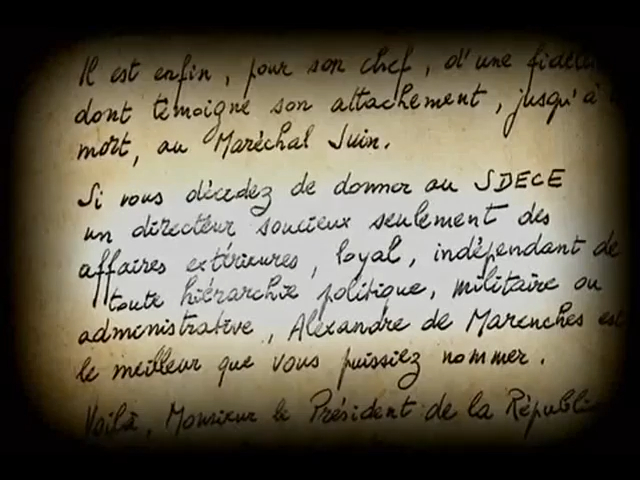 Il est enfin, pour son chef, d'une
dont témoigne son attachement, jusqu'à
mort, au Maréchal Juin.
Si vous décidez de donner au SDECE
un directeur soucieux seulement des
affaires extérieures, loyal, indépendant de
toute hiérarchie politique, militaire ou
administrative, Alexandre de Marenches est
le meilleur que vous puissiez nommer.
Voilà, Monsieur le Président de la Républi